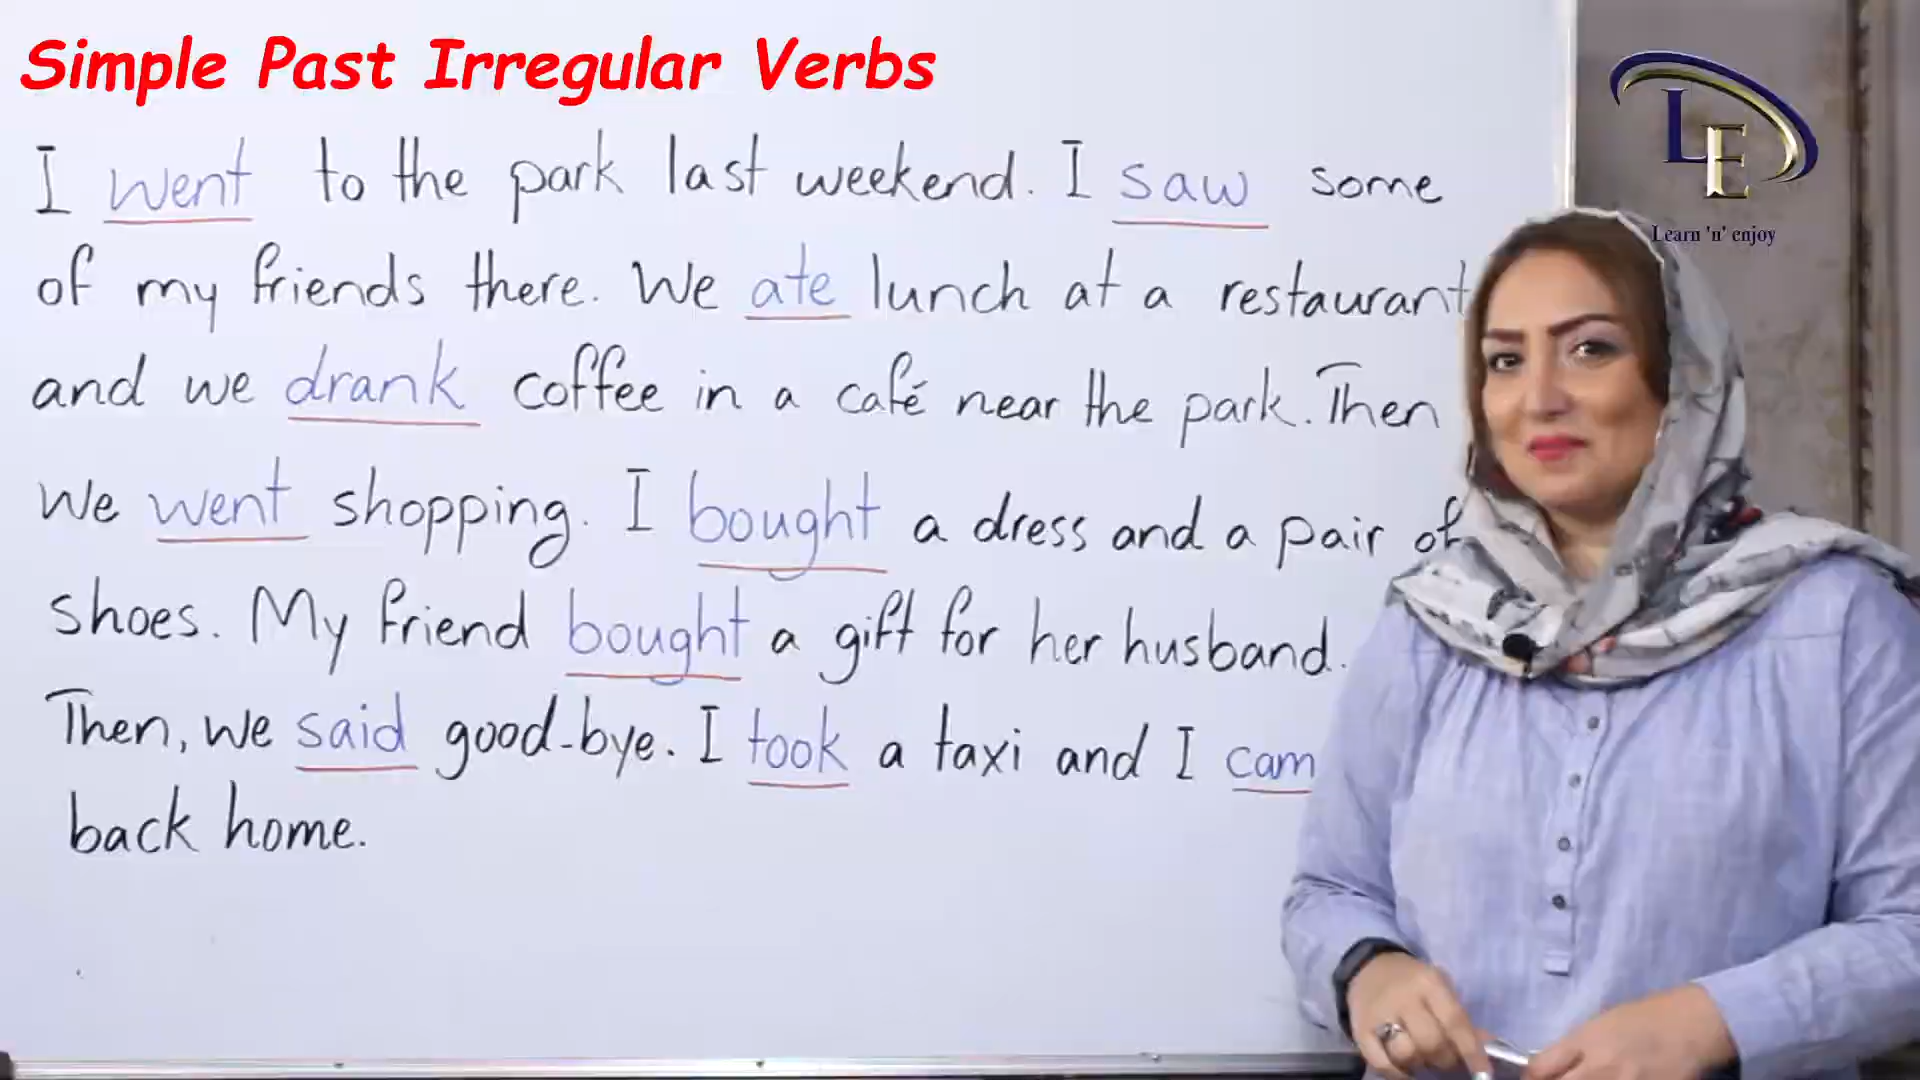 Simple Past Irregular Verbs
LE
Learn 'n' enjoy
I went to the park last weekend. I saw some
of my friends there. We ate lunch at a restaurant
and we drank coffee in a café near the park. Then
we went shopping. I bought a dress and a pair of
shoes. My friend bought a gift for her husband.
Then, we said good-bye. I took a taxi and I cam
back home.